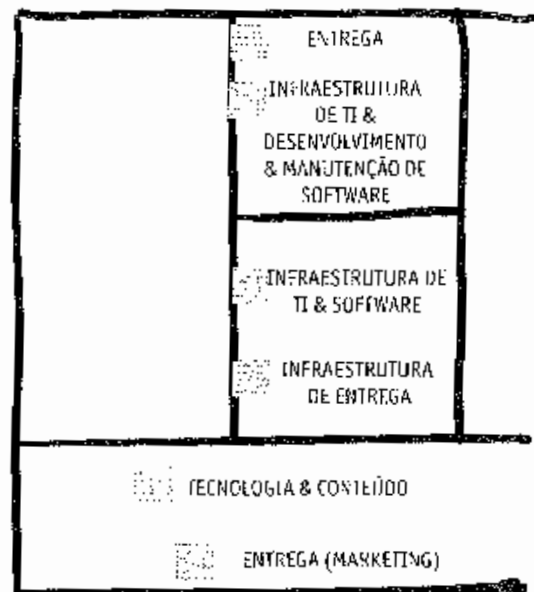 ENTREGA
INFRAESTRUTURA
DE TI &
DESENVOLVIMENTO
& MANUTENÇÃO DE
SOFTWARE
INFRAESTRUTURA DE
TI & SOFTWARE
INFRAESTRUTURA
DE ENTREGA
TECNOLOGIA & CONTEÚDO
ENTREGA (MARKETING)